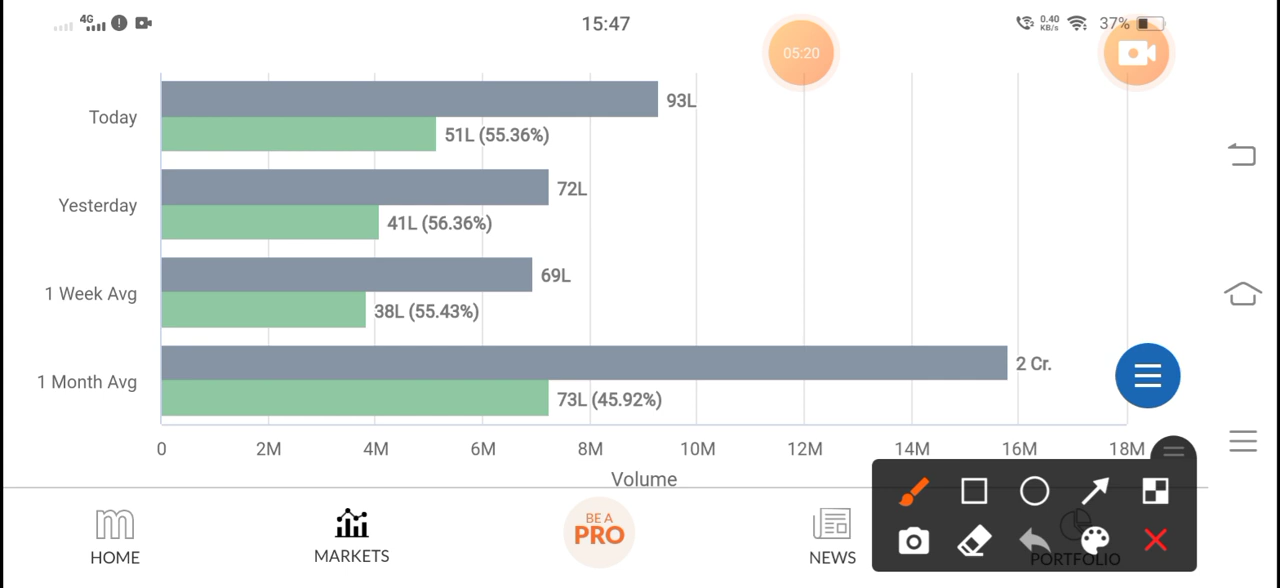 4G 15:47 0.40 KB/s 37%
05:20
Today
93L
51L (55.36%)
Yesterday
72L
41L (56.36%)
1 Week Avg
69L
38L (55.43%)
1 Month Avg
2 Cr.
73L (45.92%)
0 2M 4M 6M 8M 10M 12M 14M 16M 18M
Volume
BE A
PRO
HOME MARKETS NEWS PORTFOLIO